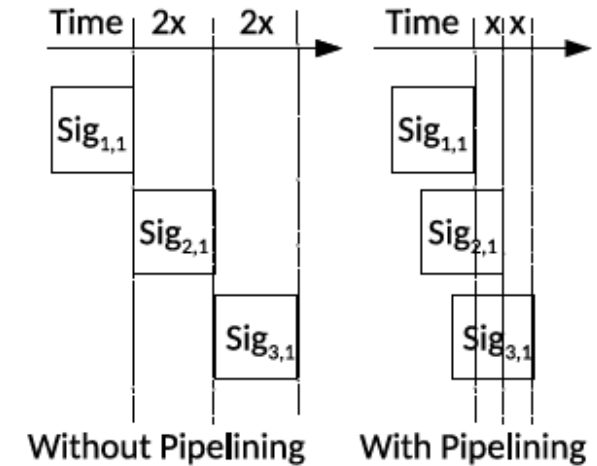 Time 2x 2x
Time x x
Sig1,1
Sig1,1
Sig2,1
Sig2,1
Sig3,1
Sig3,1
Without Pipelining
With Pipelining